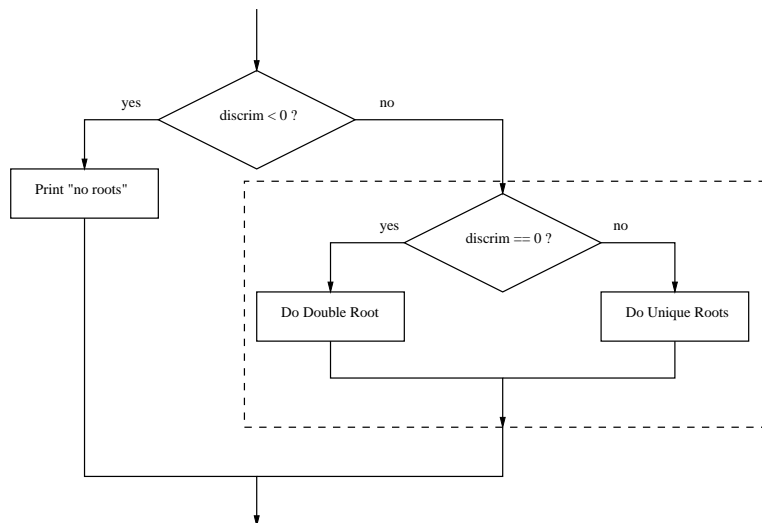 yes
discrim < 0 ?
no
Print "no roots"
yes
discrim == 0 ?
no
Do Double Root
Do Unique Roots